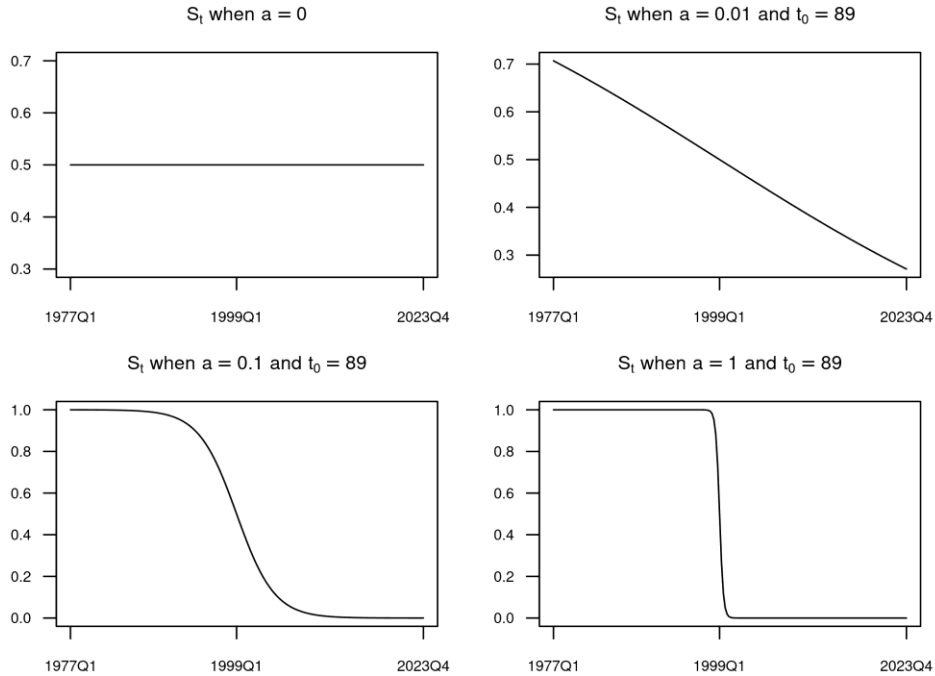 S_t when a = 0
0.7
0.6
0.5
0.4
0.3
1977Q1 1999Q1 2023Q4
S_t when a = 0.01 and t_0 = 89
0.7
0.6
0.5
0.4
0.3
1977Q1 1999Q1 2023Q4
S_t when a = 0.1 and t_0 = 89
1.0
0.8
0.6
0.4
0.2
0.0
1977Q1 1999Q1 2023Q4
S_t when a = 1 and t_0 = 89
1.0
0.8
0.6
0.4
0.2
0.0
1977Q1 1999Q1 2023Q4